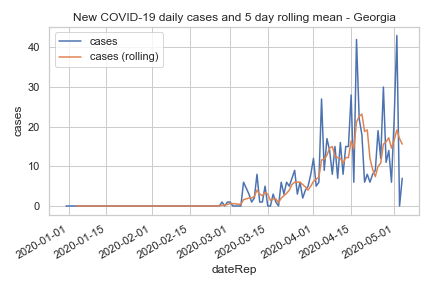 New COVID-19 daily cases and 5 day rolling mean - Georgia
cases
cases (rolling)
40
30
20
10
0
cases
2020-01-01
2020-01-15
2020-02-01
2020-02-15
2020-03-01
2020-03-15
2020-04-01
2020-04-15
2020-05-01
dateRep